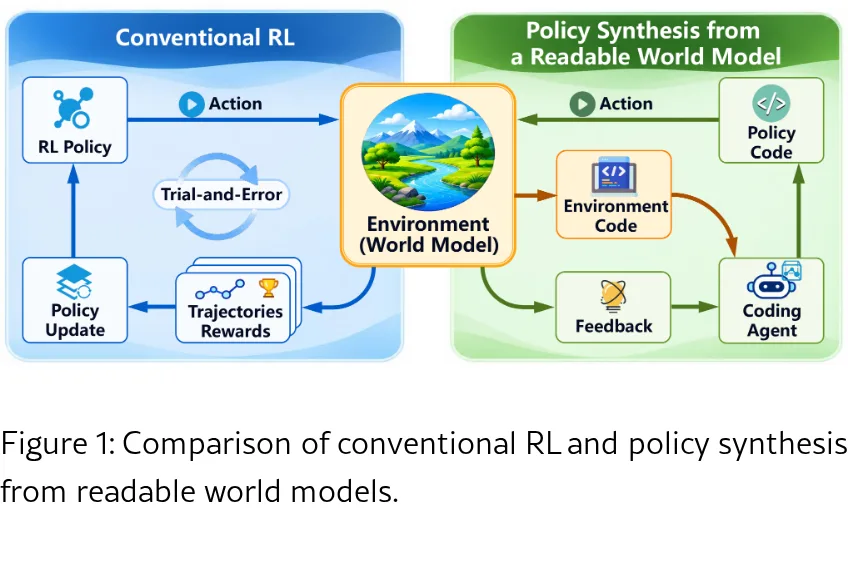 Conventional RL
RL Policy
Action
Trial-and-Error
Policy
Update
Trajectories
Rewards
Environment
(World Model)
Policy Synthesis from
a Readable World Model
Action
</>
Policy
Code
</>
Environment
Code
Feedback
Coding
Agent
Figure 1: Comparison of conventional RL and policy synthesis
from readable world models.